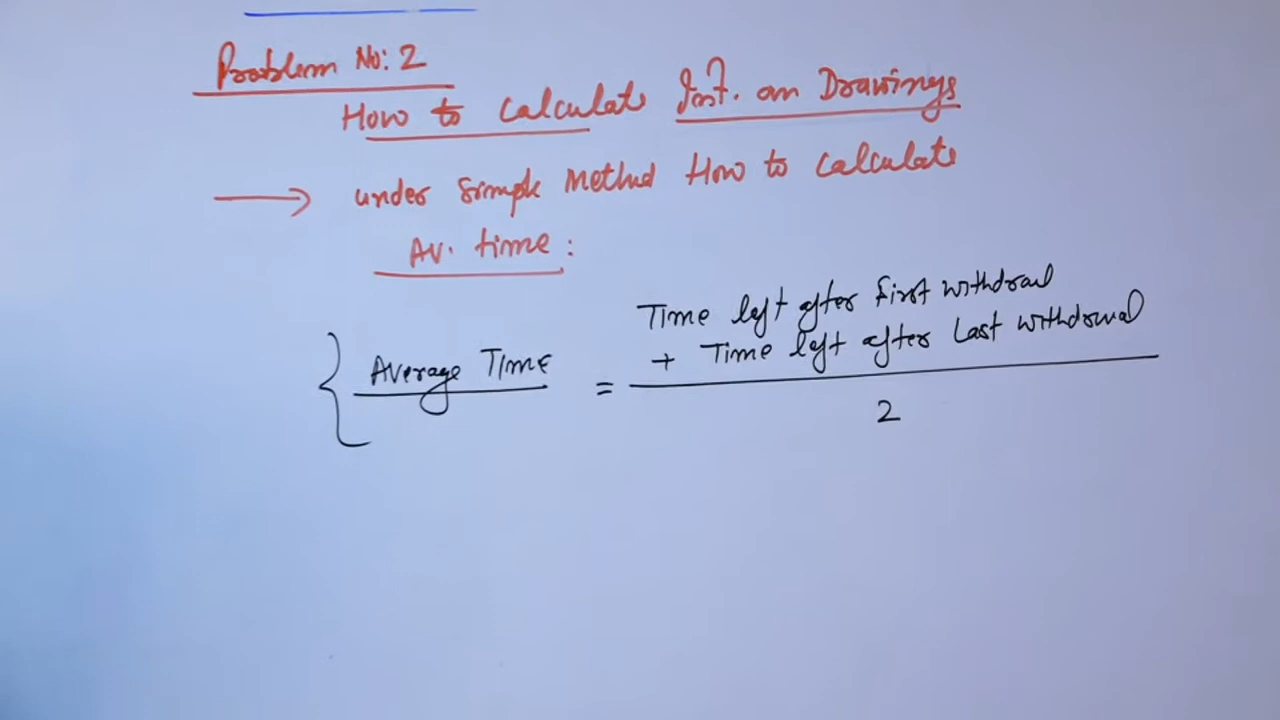 Problem No: 2
How to calculate Int. on Drawings
→ under Simple Method How to calculate
Av. time:
Time left after First withdraul
Average Time = + Time left after Last withdrawal
2